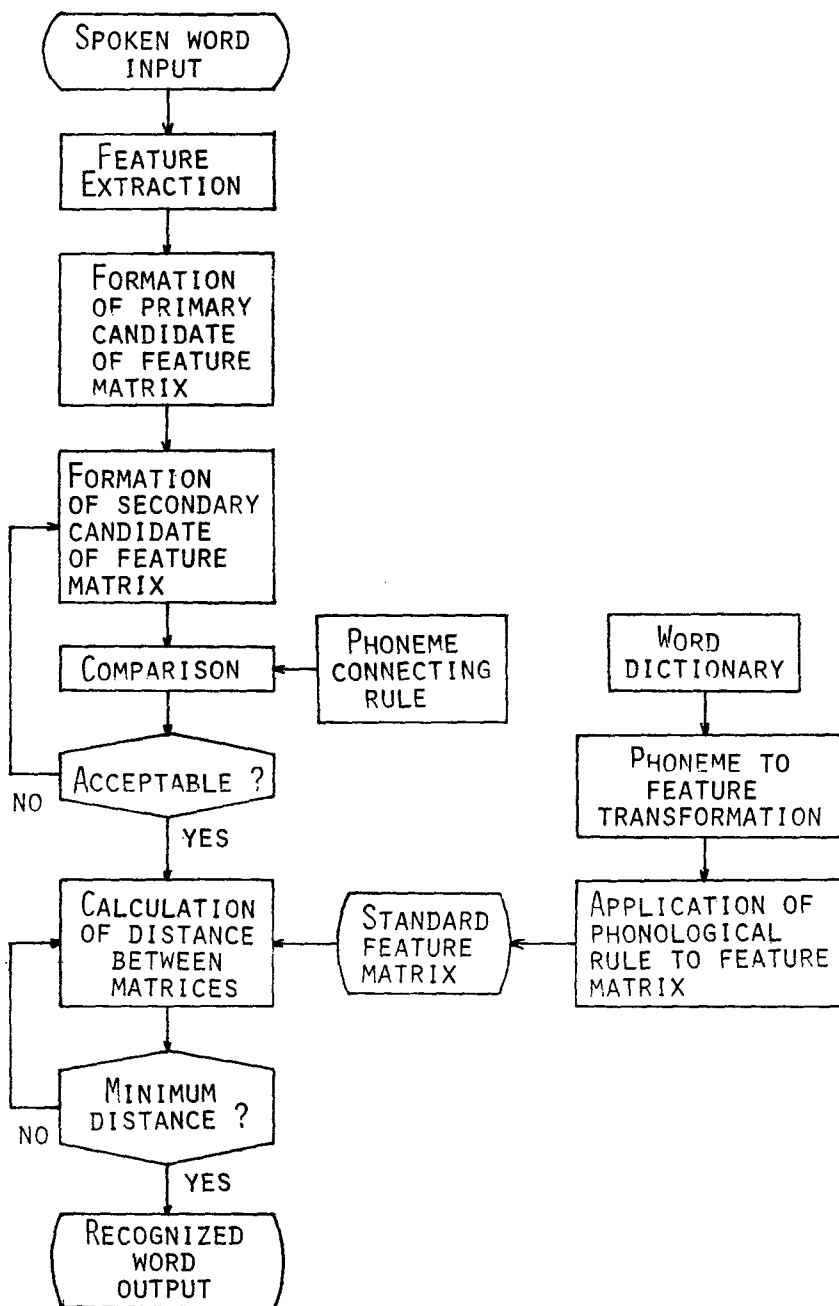 SPOKEN WORD
INPUT
FEATURE
EXTRACTION
FORMATION
OF PRIMARY
CANDIDATE
OF FEATURE
MATRIX
FORMATION
OF SECONDARY
CANDIDATE
OF FEATURE
MATRIX
COMPARISON
PHONEME
CONNECTING
RULE
WORD
DICTIONARY
ACCEPTABLE ?
NO
YES
PHONEME TO
FEATURE
TRANSFORMATION
CALCULATION
OF DISTANCE
BETWEEN
MATRICES
STANDARD
FEATURE
MATRIX
APPLICATION OF
PHONOLOGICAL
RULE TO FEATURE
MATRIX
MINIMUM
DISTANCE ?
NO
YES
RECOGNIZED
WORD
OUTPUT